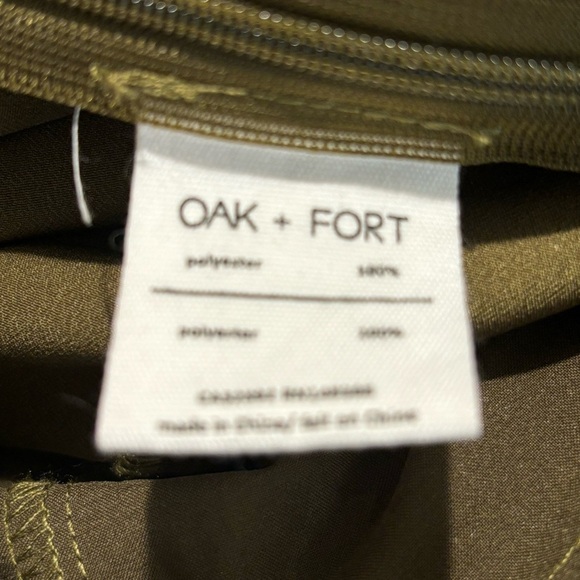 OAK + FORT
polyester 100%
polyester 100%
made in China/ fait en Chine